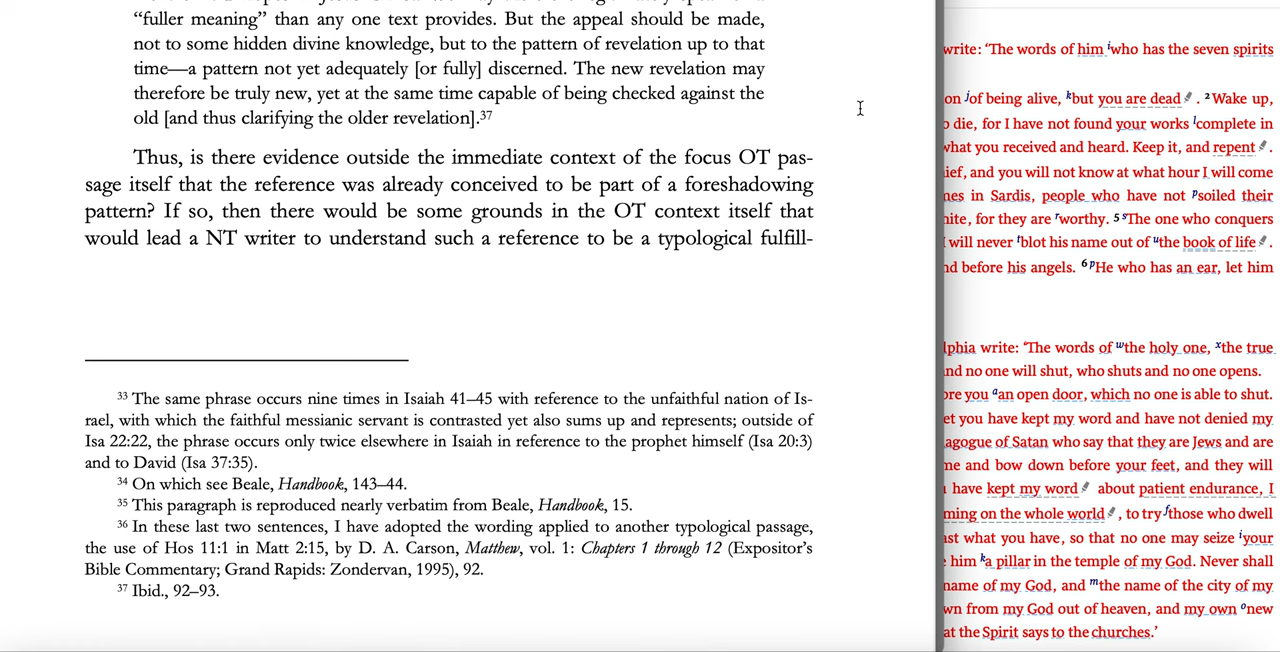 "fuller meaning" than any one text provides. But the appeal should be made,
not to some hidden divine knowledge, but to the pattern of revelation up to that
time—a pattern not yet adequately [or fully] discerned. The new revelation may
therefore be truly new, yet at the same time capable of being checked against the
old [and thus clarifying the older revelation].37
Thus, is there evidence outside the immediate context of the focus OT pas-
sage itself that the reference was already conceived to be part of a foreshadowing
pattern? If so, then there would be some grounds in the OT context itself that
would lead a NT writer to understand such a reference to be a typological fulfill-
33 The same phrase occurs nine times in Isaiah 41–45 with reference to the unfaithful nation of Is-
rael, with which the faithful messianic servant is contrasted yet also sums up and represents; outside of
Isa 22:22, the phrase occurs only twice elsewhere in Isaiah in reference to the prophet himself (Isa 20:3)
and to David (Isa 37:35).
34 On which see Beale, Handbook, 143–44.
35 This paragraph is reproduced nearly verbatim from Beale, Handbook, 15.
36 In these last two sentences, I have adopted the wording applied to another typological passage,
the use of Hos 11:1 in Matt 2:15, by D. A. Carson, Matthew, vol. 1: Chapters 1 through 12 (Expositor's
Bible Commentary; Grand Rapids: Zondervan, 1995), 92.
37 Ibid., 92–93.
write: 'The words of him i who has the seven spirits
on j of being alive, k but you are dead. 2 Wake up,
die, for I have not found your works l complete in
what you received and heard. Keep it, and repent.
ief, and you will not know at what hour I will come
nes in Sardis, people who have not p soiled their
ite, for they are r worthy. 5 s The one who conquers
I will never t blot his name out of u the book of life.
nd before his angels. 6 p He who has an ear, let him
lphia write: 'The words of w the holy one, x the true
nd no one will shut, who shuts and no one opens.
ore you a an open door, which no one is able to shut.
et you have kept my word and have not denied my
agogue of Satan who say that they are Jews and are
me and bow down before your feet, and they will
have kept my word about patient endurance, I
ming on the whole world, to try f those who dwell
st what you have, so that no one may seize i your
him k a pillar in the temple of my God. Never shall
name of my God, and m the name of the city of my
wn from my God out of heaven, and my own o new
at the Spirit says to the churches.'